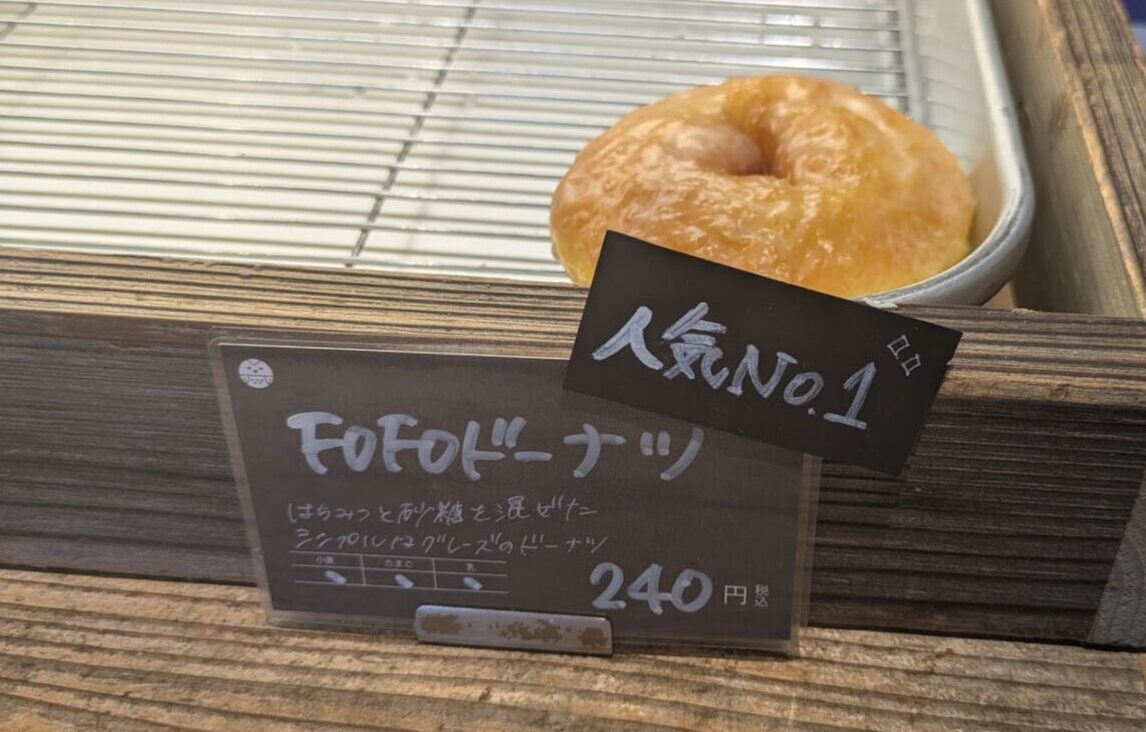 人気No.1
FOFOドーナツ
はちみつと砂糖を混ぜた
シンプルなグレーズのドーナツ
小麦 たまご 乳
240円 税込